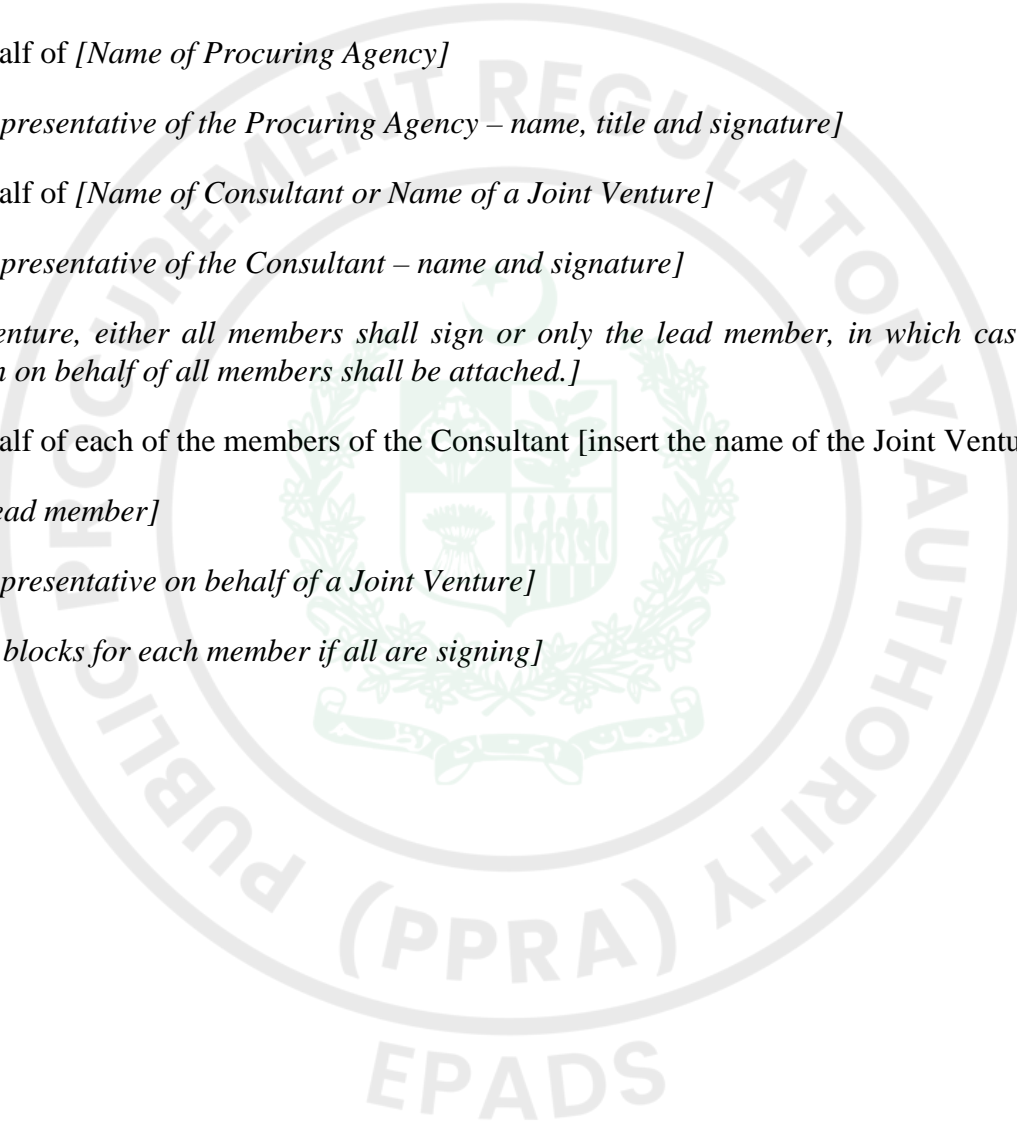 alf of [Name of Procuring Agency]
presentative of the Procuring Agency – name, title and signature]
alf of [Name of Consultant or Name of a Joint Venture]
presentative of the Consultant – name and signature]
enture, either all members shall sign or only the lead member, in which cas
n on behalf of all members shall be attached.]
alf of each of the members of the Consultant [insert the name of the Joint Ventu
ead member]
presentative on behalf of a Joint Venture]
blocks for each member if all are signing]
PUBLIC PROCUREMENT REGULATORY AUTHORITY
(PPRA)
EPADS